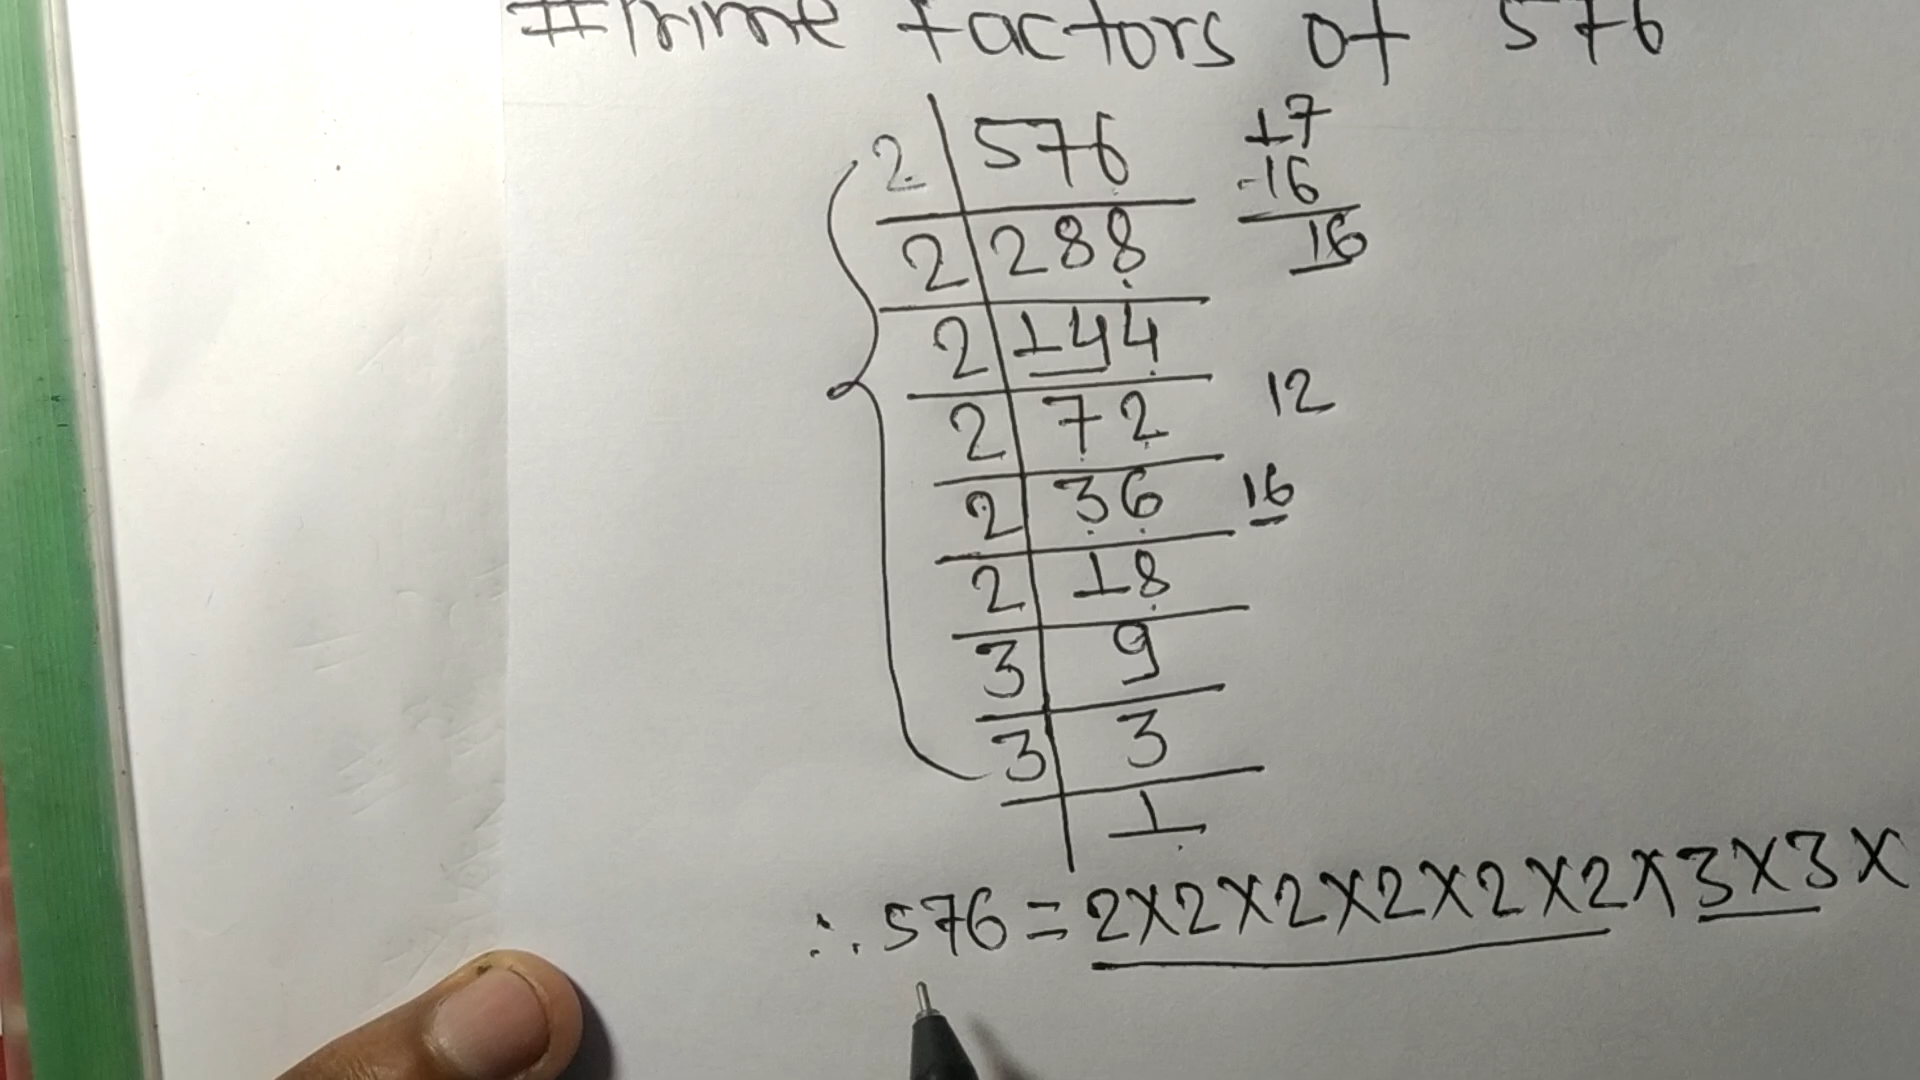 #Prime factors of 576
2 | 576
2 | 288
2 | 144
2 | 72
2 | 36
2 | 18
3 | 9
3 | 3
1
17
-16
16
12
16
∴ 576 = 2×2×2×2×2×2×3×3×